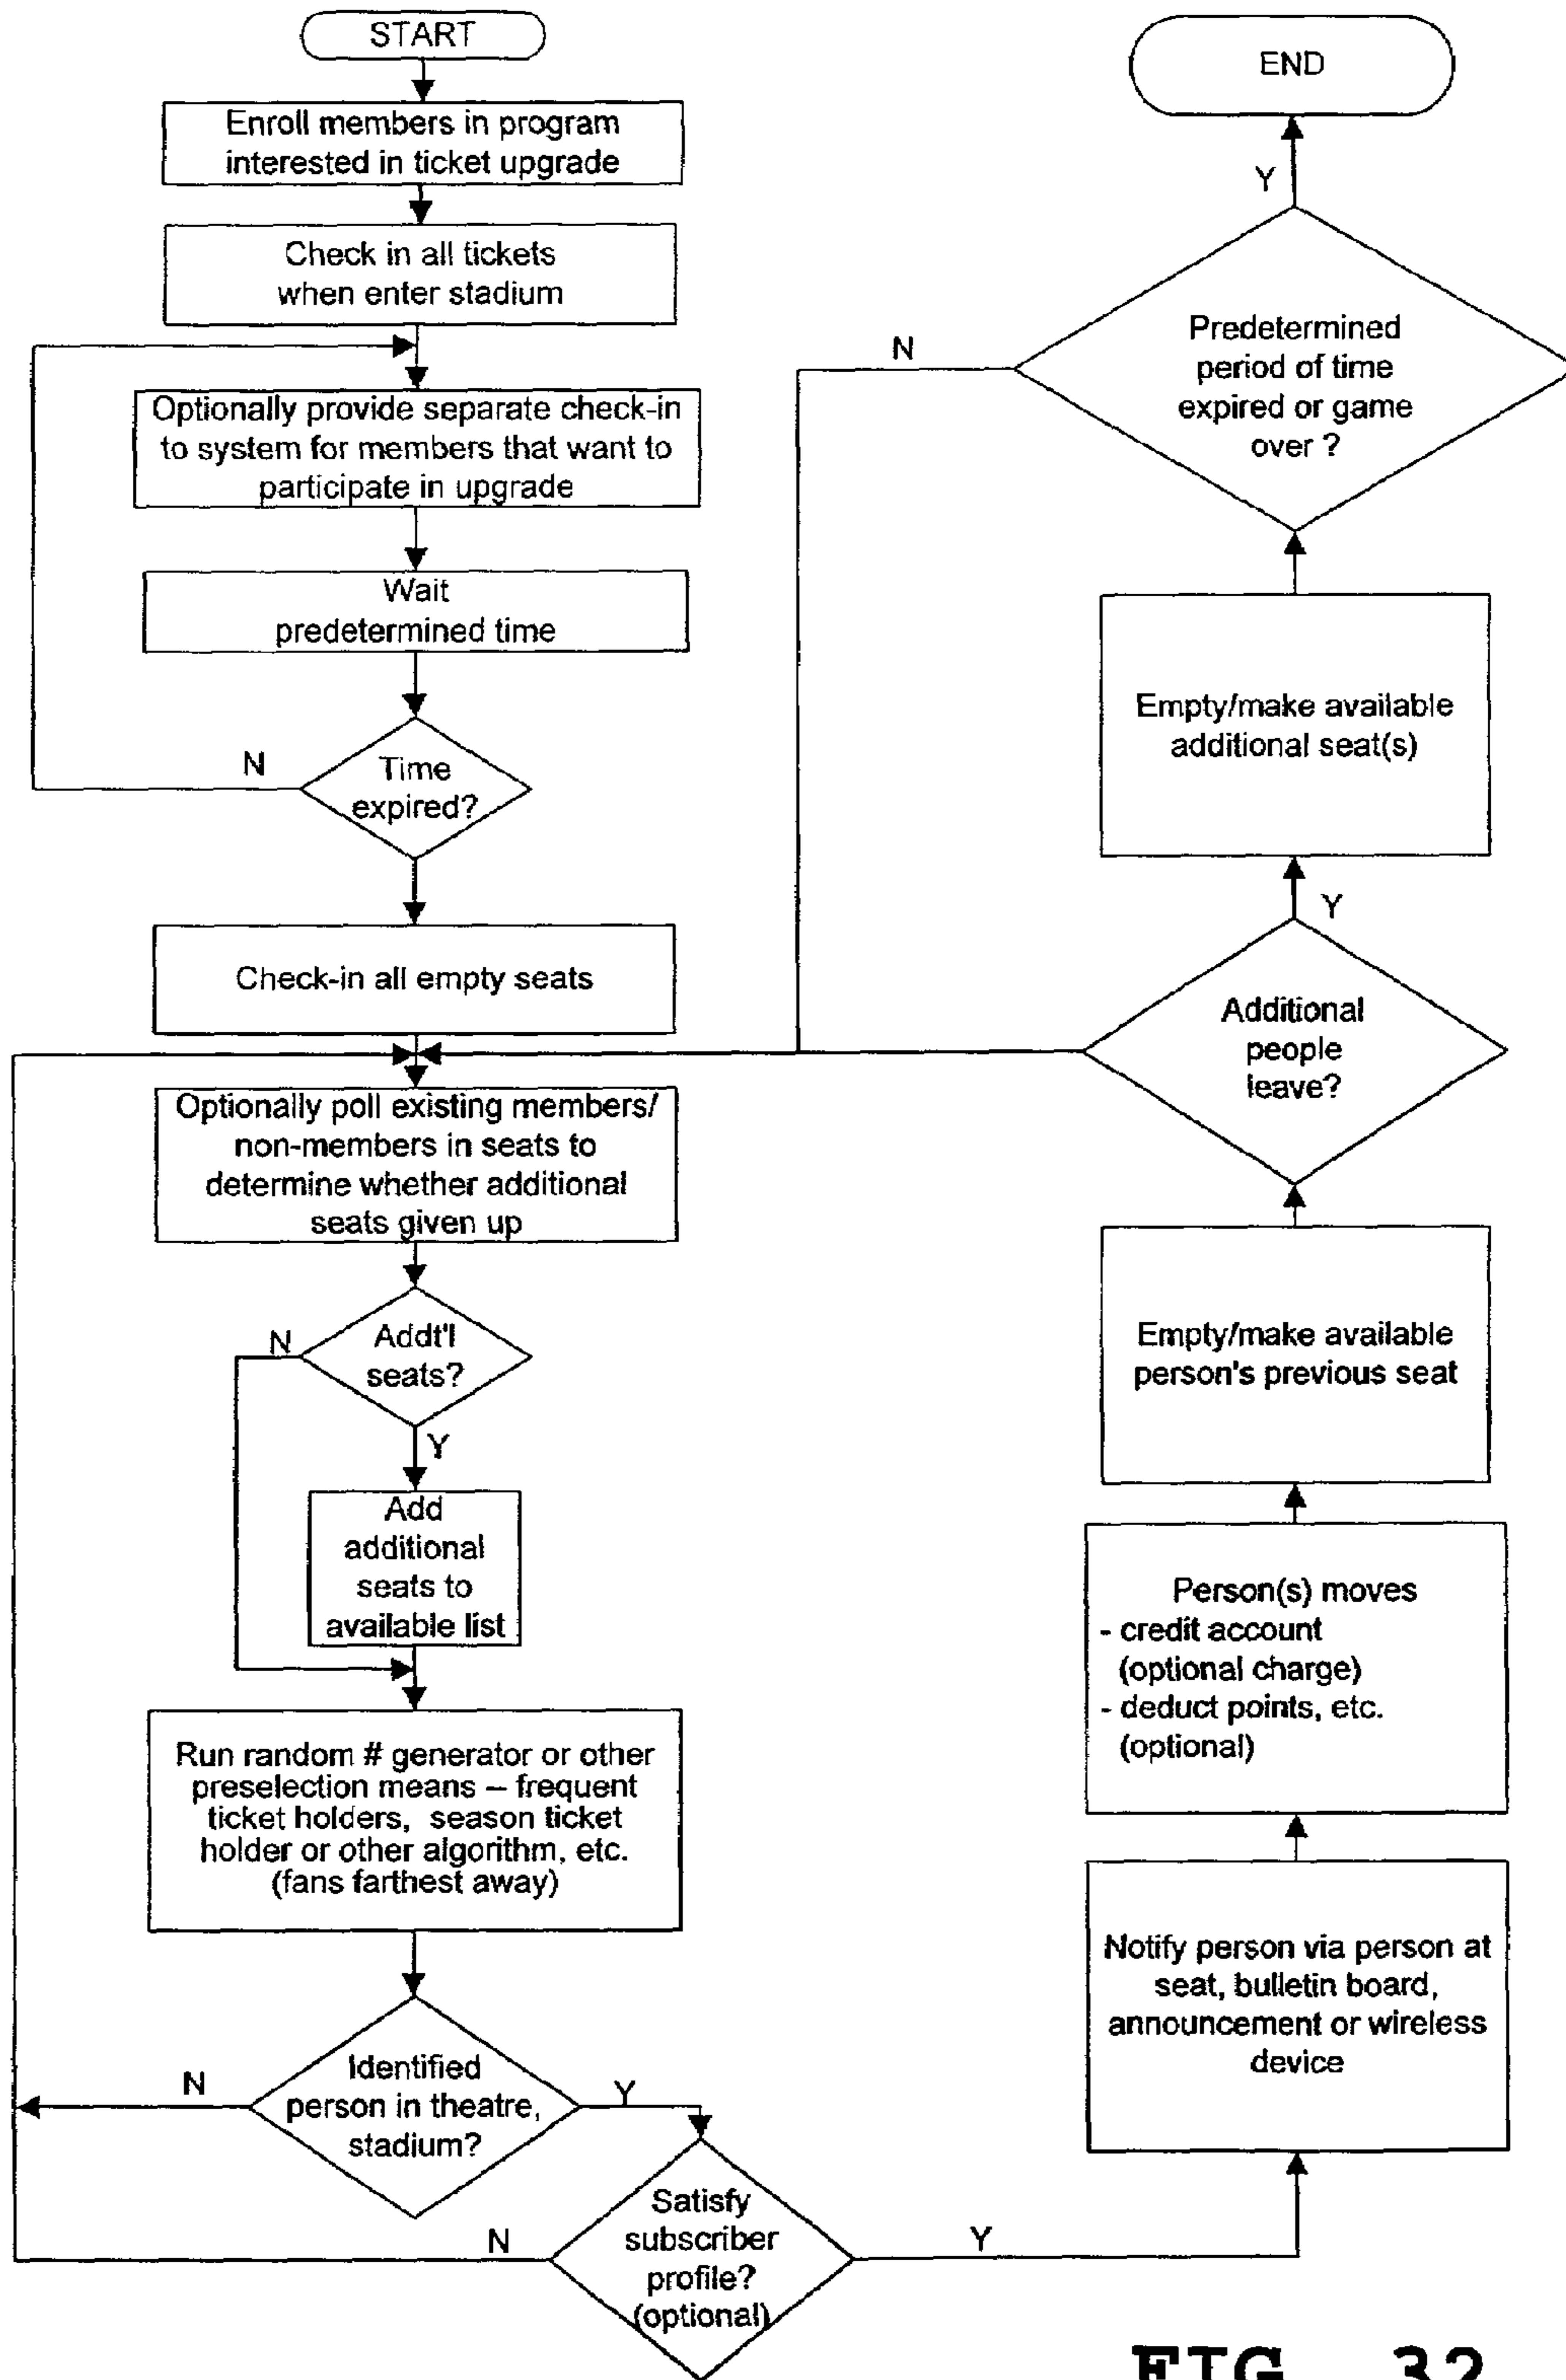 START
Enroll members in program
interested in ticket upgrade
Check in all tickets
when enter stadium
Optionally provide separate check-in
to system for members that want to
participate in upgrade
Wait
predetermined time
N
Time
expired?
Check-in all empty seats
Optionally poll existing members/
non-members in seats to
determine whether additional
seats given up
N
Addt'l
seats?
Y
Add
additional
seats to
available list
Run random # generator or other
preselection means – frequent
ticket holders, season ticket
holder or other algorithm, etc.
(fans farthest away)
N
Identified
person in theatre,
stadium?
Y
N
Satisfy
subscriber
profile?
(optional)
Y
Notify person via person at
seat, bulletin board,
announcement or wireless
device
Person(s) moves
- credit account
(optional charge)
- deduct points, etc.
(optional)
Empty/make available
person's previous seat
Additional
people
leave?
Y
Empty/make available
additional seat(s)
N
Predetermined
period of time
expired or game
over ?
Y
END
FIG. 32